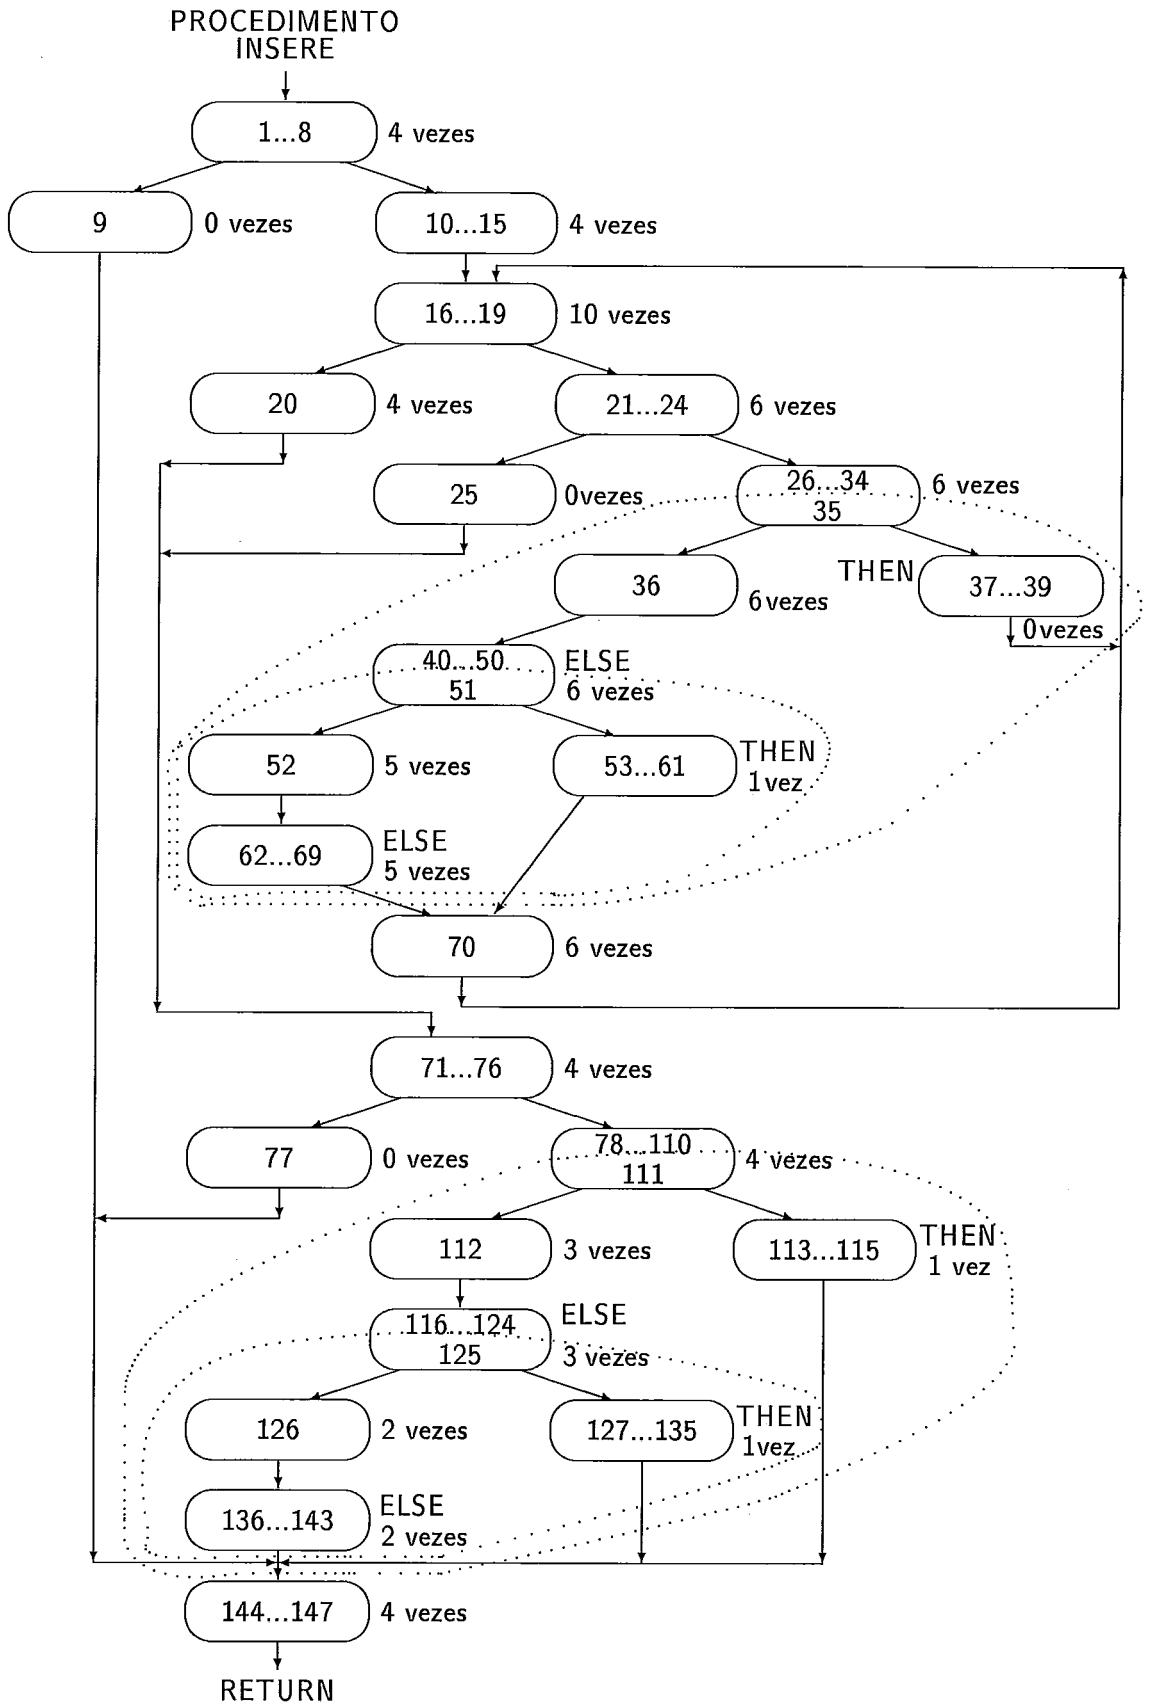 PROCEDIMENTO
INSERE
1...8
4 vezes
9
0 vezes
10...15
4 vezes
16...19
10 vezes
20
4 vezes
21...24
6 vezes
25
0vezes
26...34
35
6 vezes
36
6vezes
THEN
37...39
0vezes
40...50
51
ELSE
6 vezes
52
5 vezes
53...61
THEN
1vez
62...69
ELSE
5 vezes
70
6 vezes
71...76
4 vezes
77
0 vezes
78...110
111
4 vezes
112
3 vezes
113...115
THEN
1 vez
116...124
125
ELSE
3 vezes
126
2 vezes
127...135
THEN
1vez
136...143
ELSE
2 vezes
144...147
4 vezes
RETURN